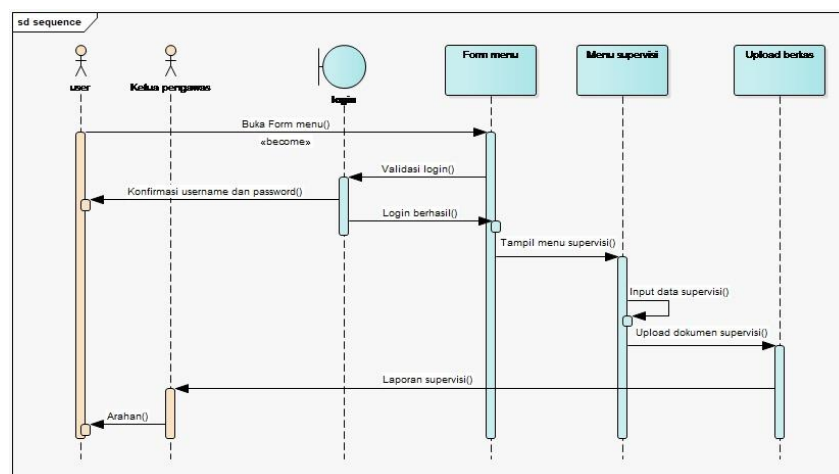 sd sequence
user
Ketua pengawas
login
Form menu
Menu supervisi
Upload berkas
Buka Form menu()
«become»
Validasi login()
Konfirmasi username dan password()
Login berhasil()
Tampil menu supervisi()
Input data supervisi()
Upload dokumen supervisi()
Laporan supervisi()
Arahan()